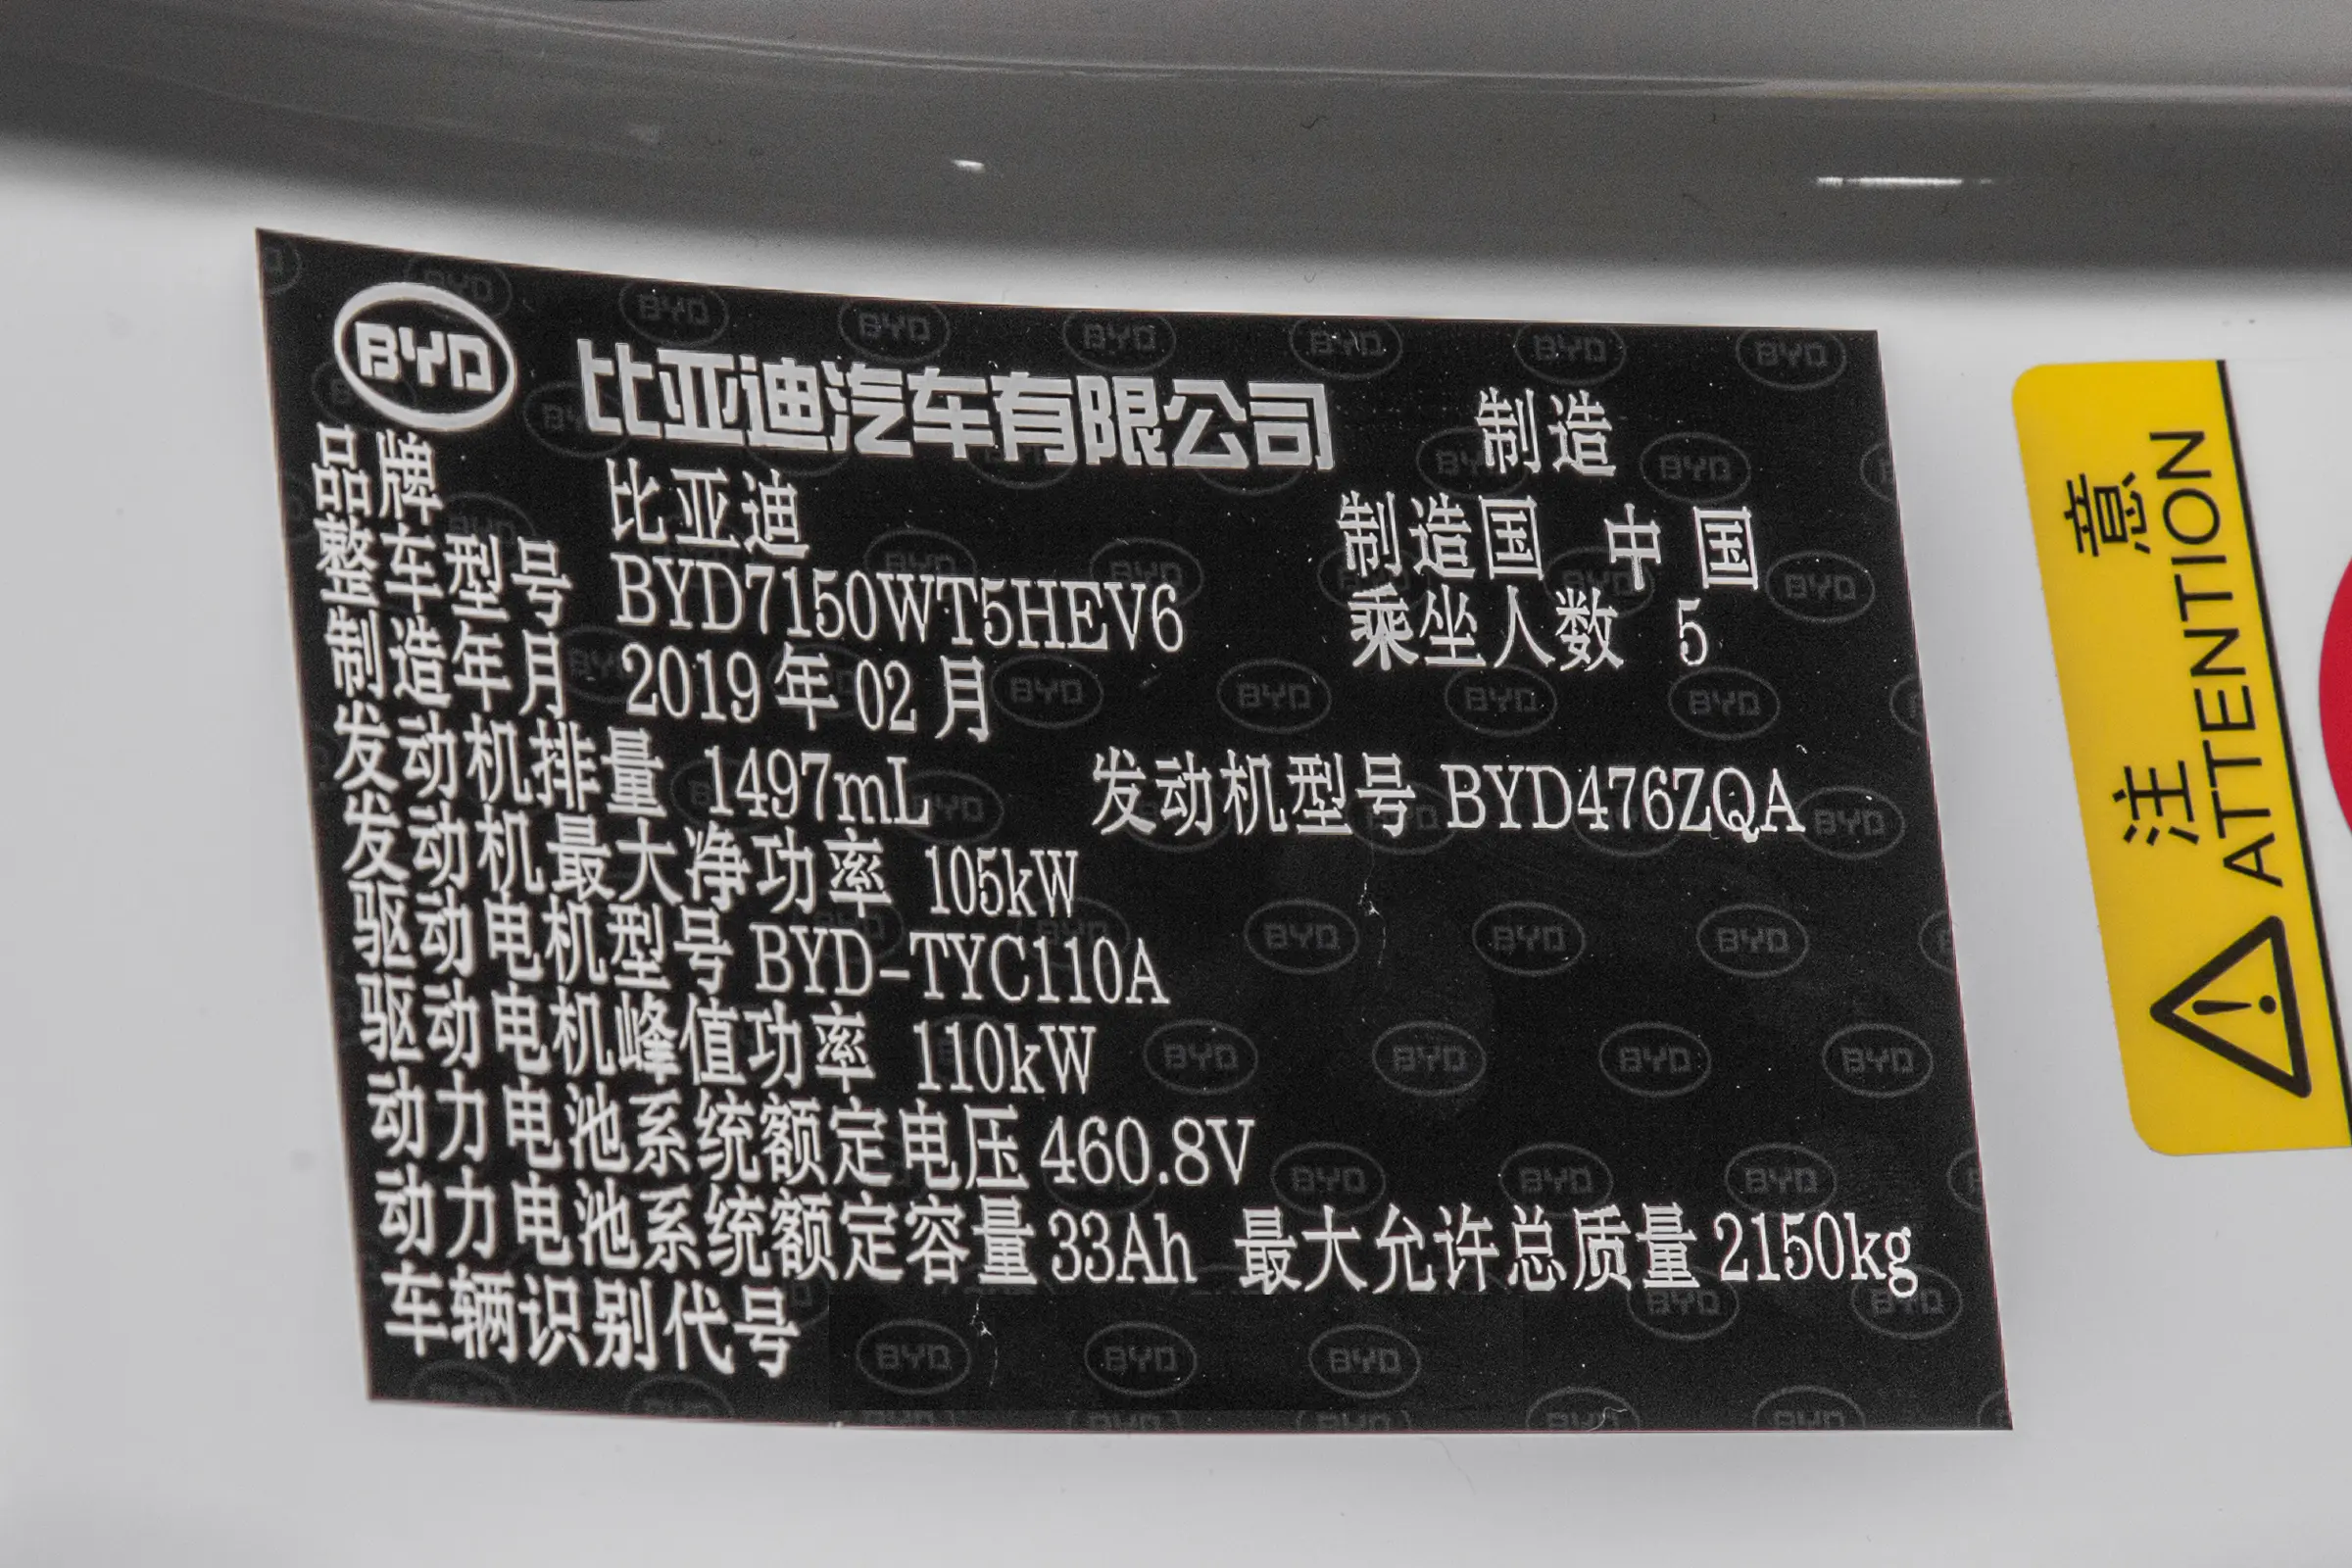 BYD 比亚迪汽车有限公司 制造
品牌 比亚迪 制造国 中国
整车型号 BYD7150WT5HEV6 乘坐人数 5
制造年月 2019年02月
发动机排量 1497mL 发动机型号 BYD476ZQA
发动机最大净功率 105kW
驱动电机型号 BYD-TYC110A
驱动电机峰值功率 110kW
动力电池系统额定电压 460.8V
动力电池系统额定容量 33Ah 最大允许总质量 2150kg
车辆识别代号
注意
ATTENTION